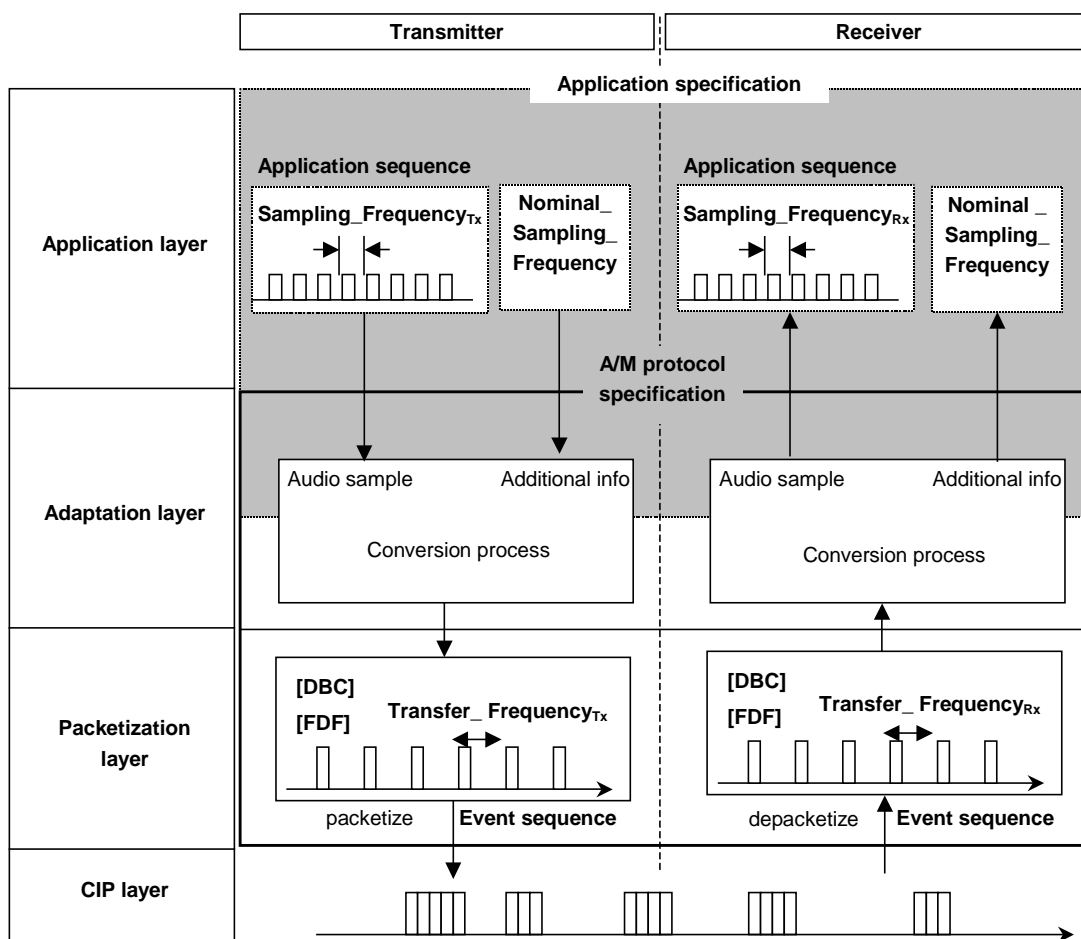 Transmitter
Receiver
Application specification
Application layer
Application sequence
Sampling_FrequencyTx
Nominal_
Sampling_
Frequency
Application sequence
Sampling_FrequencyRx
Nominal _
Sampling_
Frequency
A/M protocol
specification
Adaptation layer
Audio sample
Additional info
Conversion process
Audio sample
Additional info
Conversion process
Packetization
layer
[DBC]
[FDF]
Transfer_ FrequencyTx
packetize
Event sequence
[DBC]
[FDF]
Transfer_ FrequencyRx
depacketize
Event sequence
CIP layer